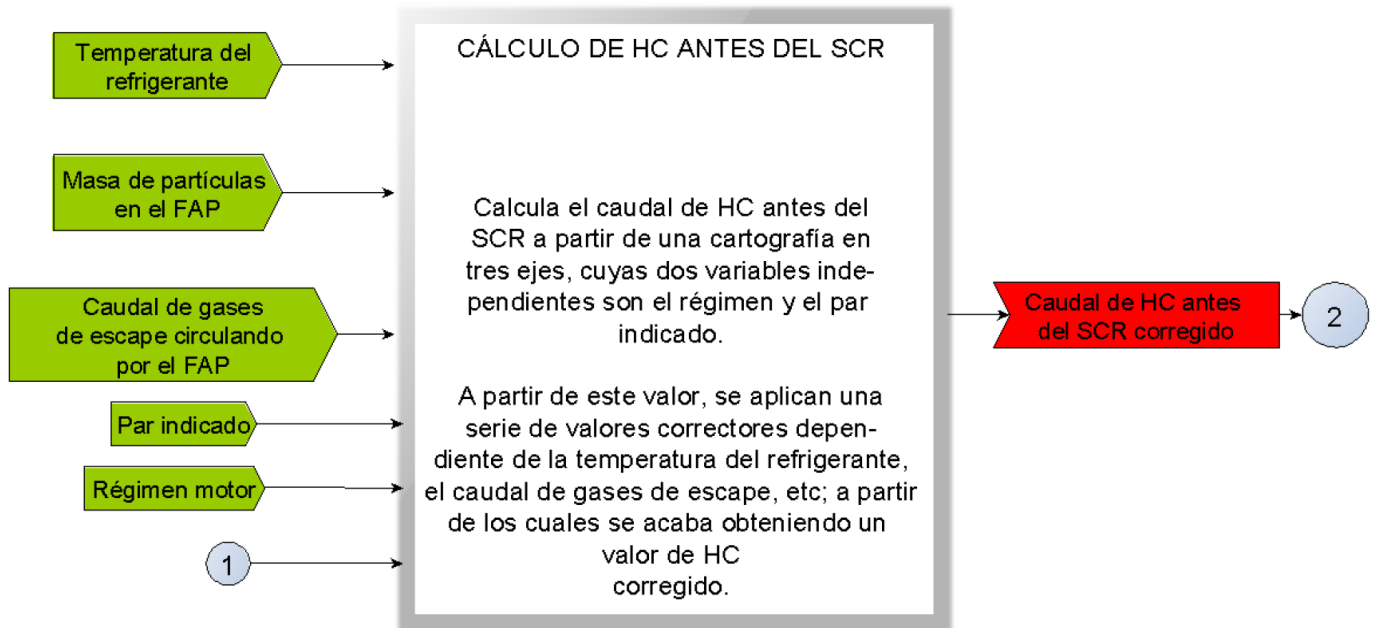 Temperatura del
refrigerante
Masa de partículas
en el FAP
Caudal de gases
de escape circulando
por el FAP
Par indicado
Régimen motor
1
CÁLCULO DE HC ANTES DEL SCR
Calcula el caudal de HC antes del
SCR a partir de una cartografía en
tres ejes, cuyas dos variables inde-
pendientes son el régimen y el par
indicado.
A partir de este valor, se aplican una
serie de valores correctores depen-
diente de la temperatura del refrigerante,
el caudal de gases de escape, etc; a partir
de los cuales se acaba obteniendo un
valor de HC
corregido.
Caudal de HC antes
del SCR corregido
2